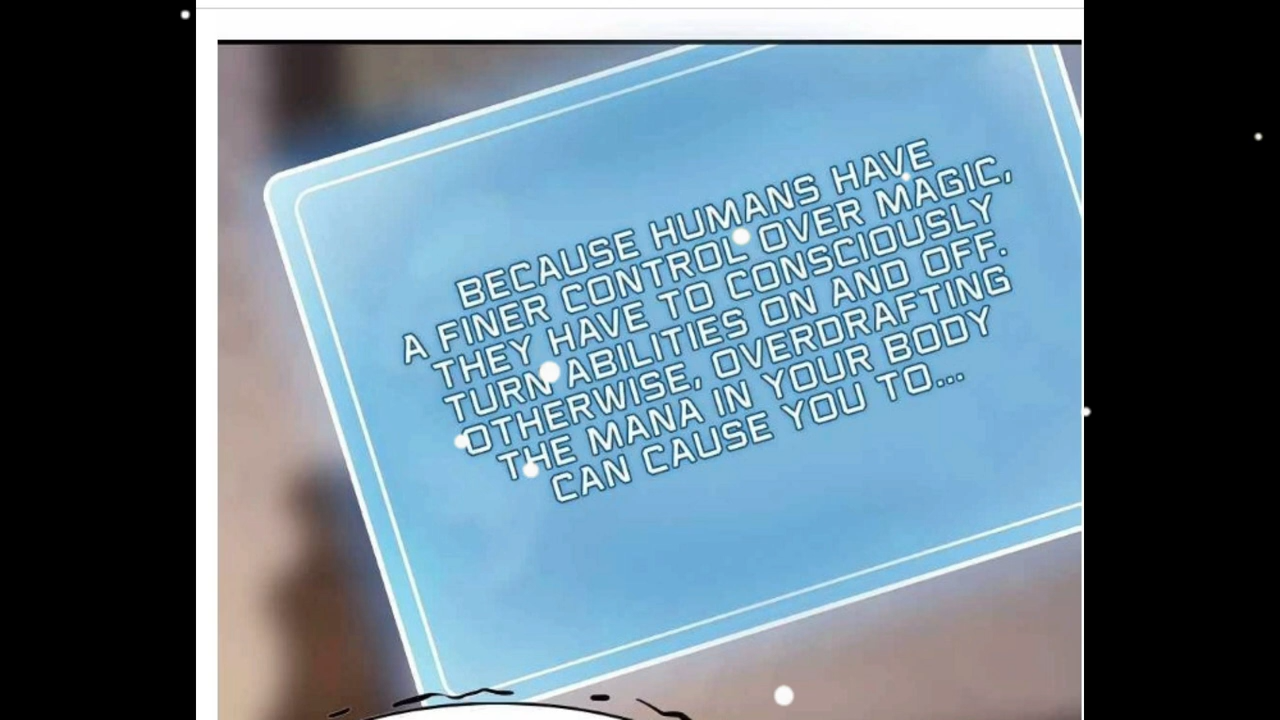 BECAUSE HUMANS HAVE
A FINER CONTROL OVER MAGIC,
THEY HAVE TO CONSCIOUSLY
TURN ABILITIES ON AND OFF.
OTHERWISE, OVERDRAFTING
THE MANA IN YOUR BODY
CAN CAUSE YOU TO...